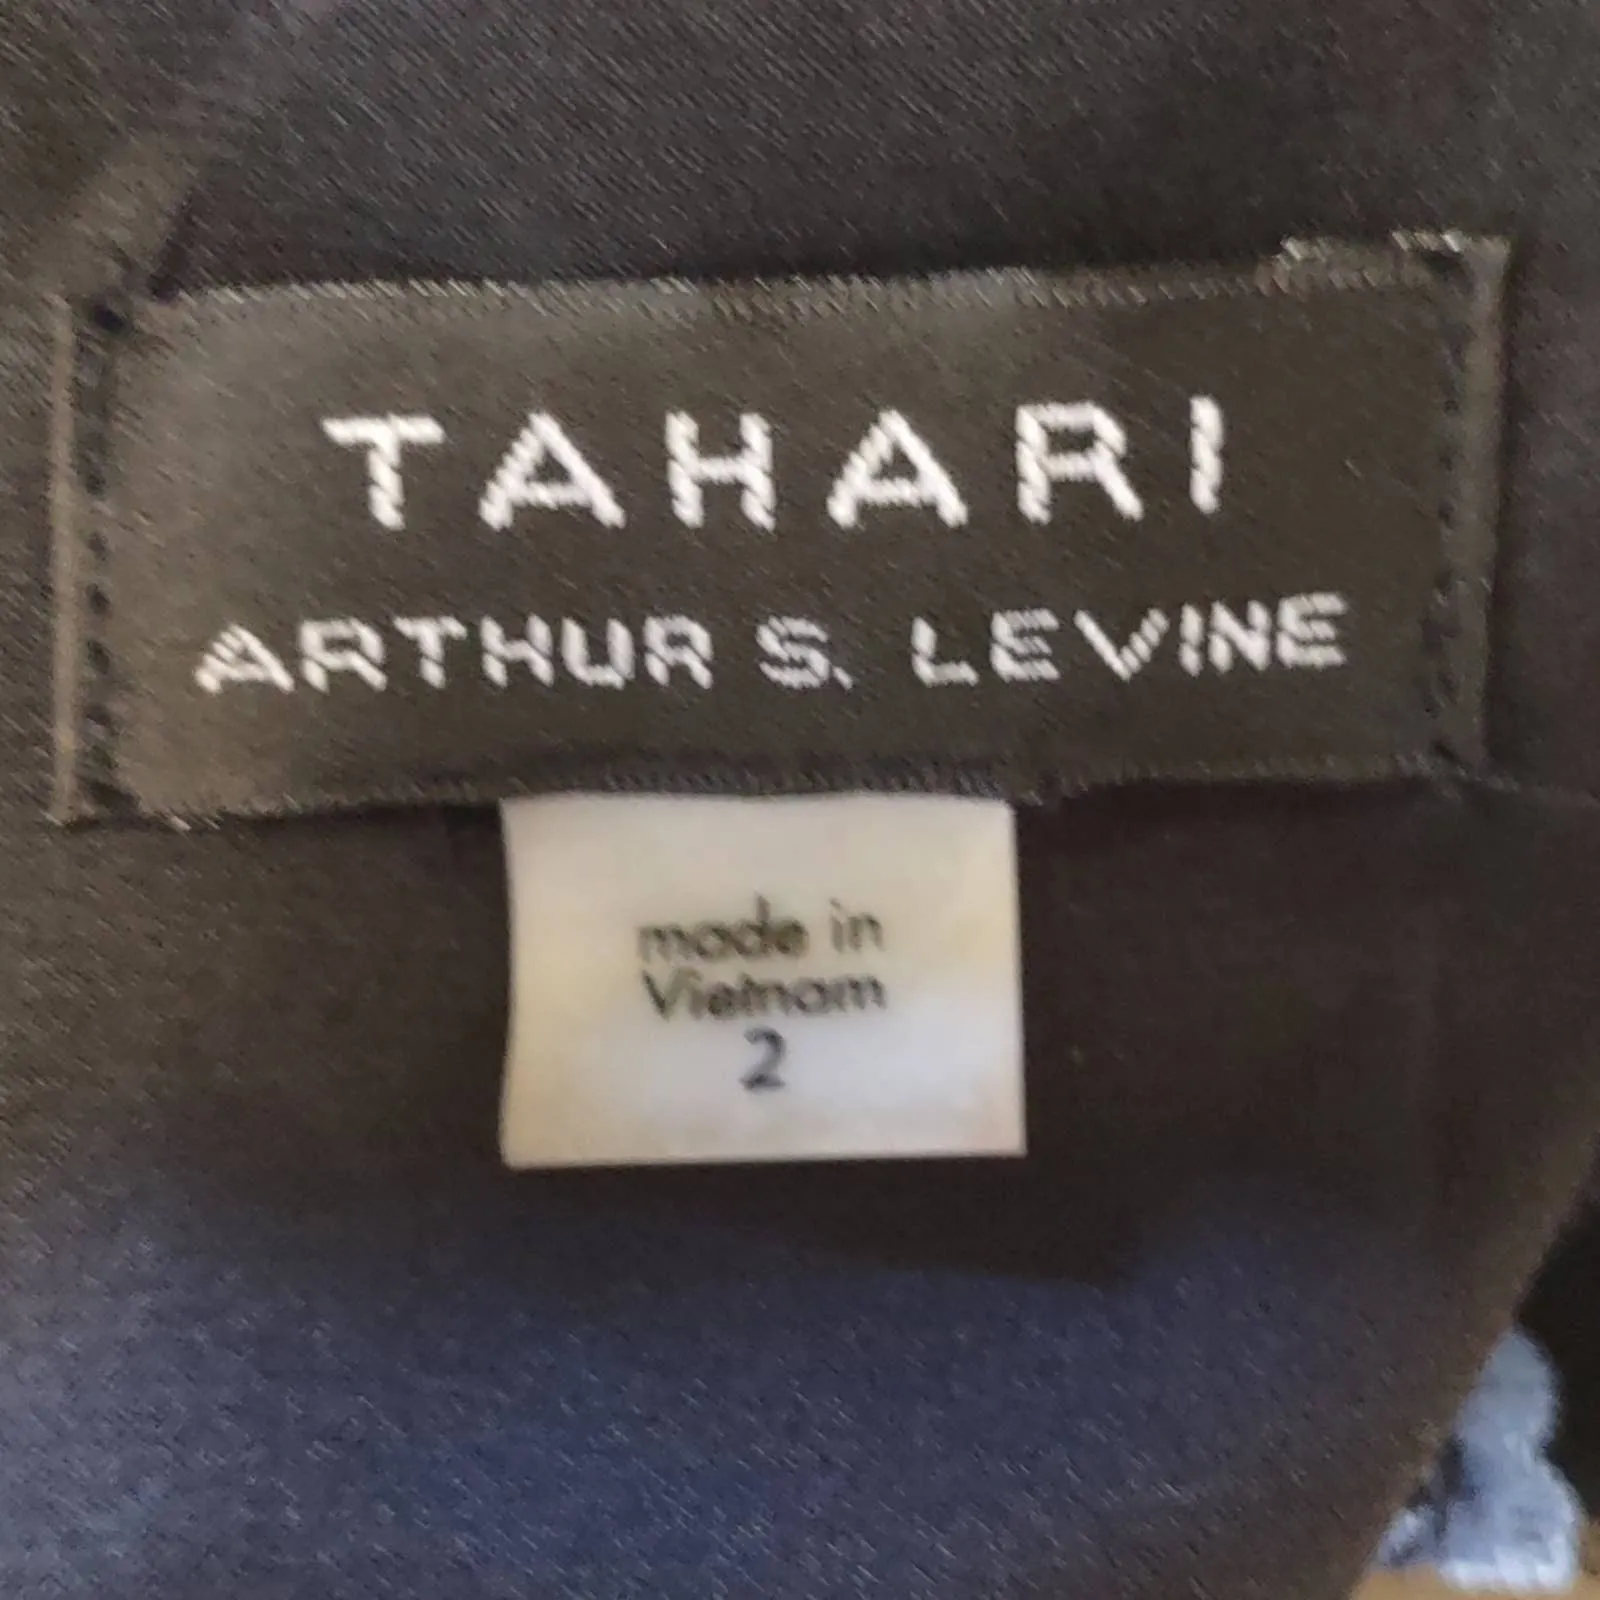 TAHARI
ARTHUR S. LEVINE
made in
Vietnam
2